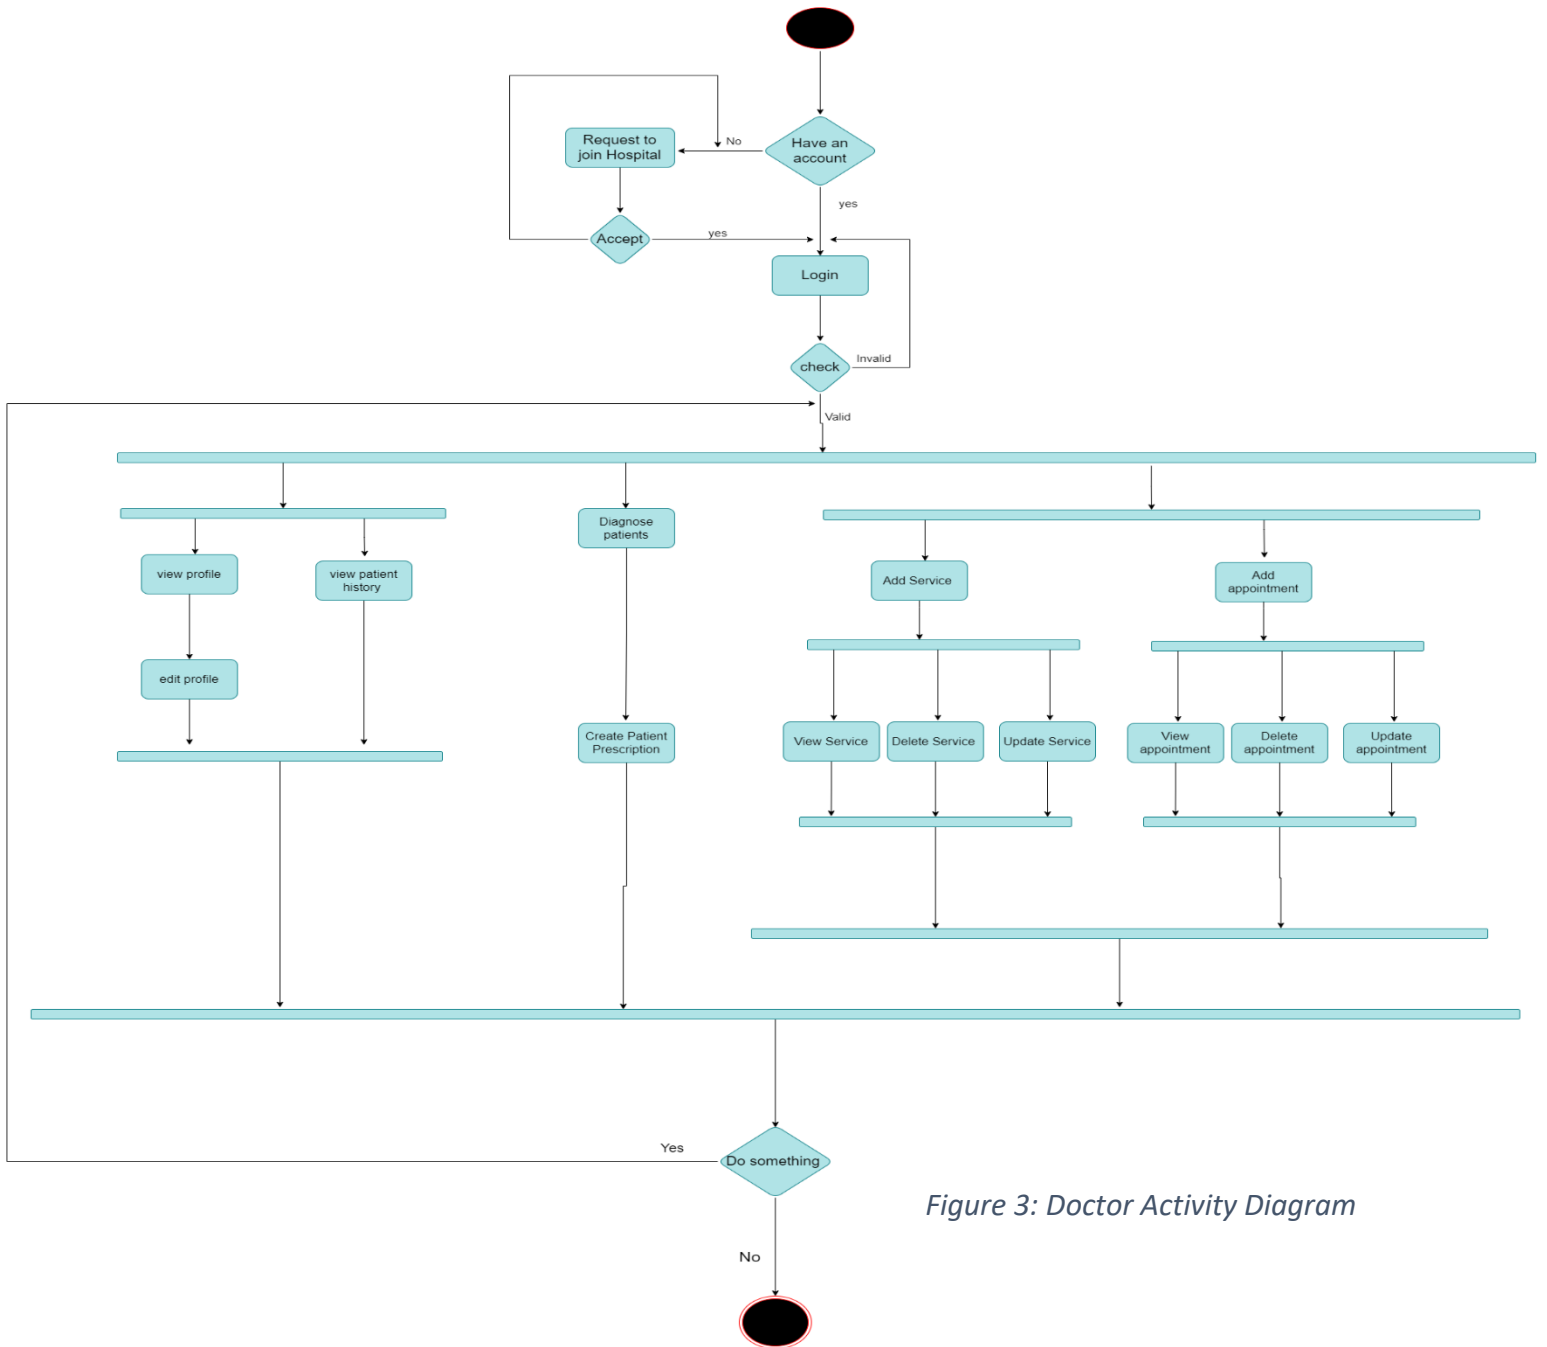 Have an
account
No
Request to
join Hospital
yes
Accept
yes
Login
check
Invalid
Valid
Diagnose
patients
view profile
view patient
history
Add Service
Add
appointment
edit profile
Create Patient
Prescription
View Service
Delete Service
Update Service
View
appointment
Delete
appointment
Update
appointment
Yes
Do something
No
Figure 3: Doctor Activity Diagram